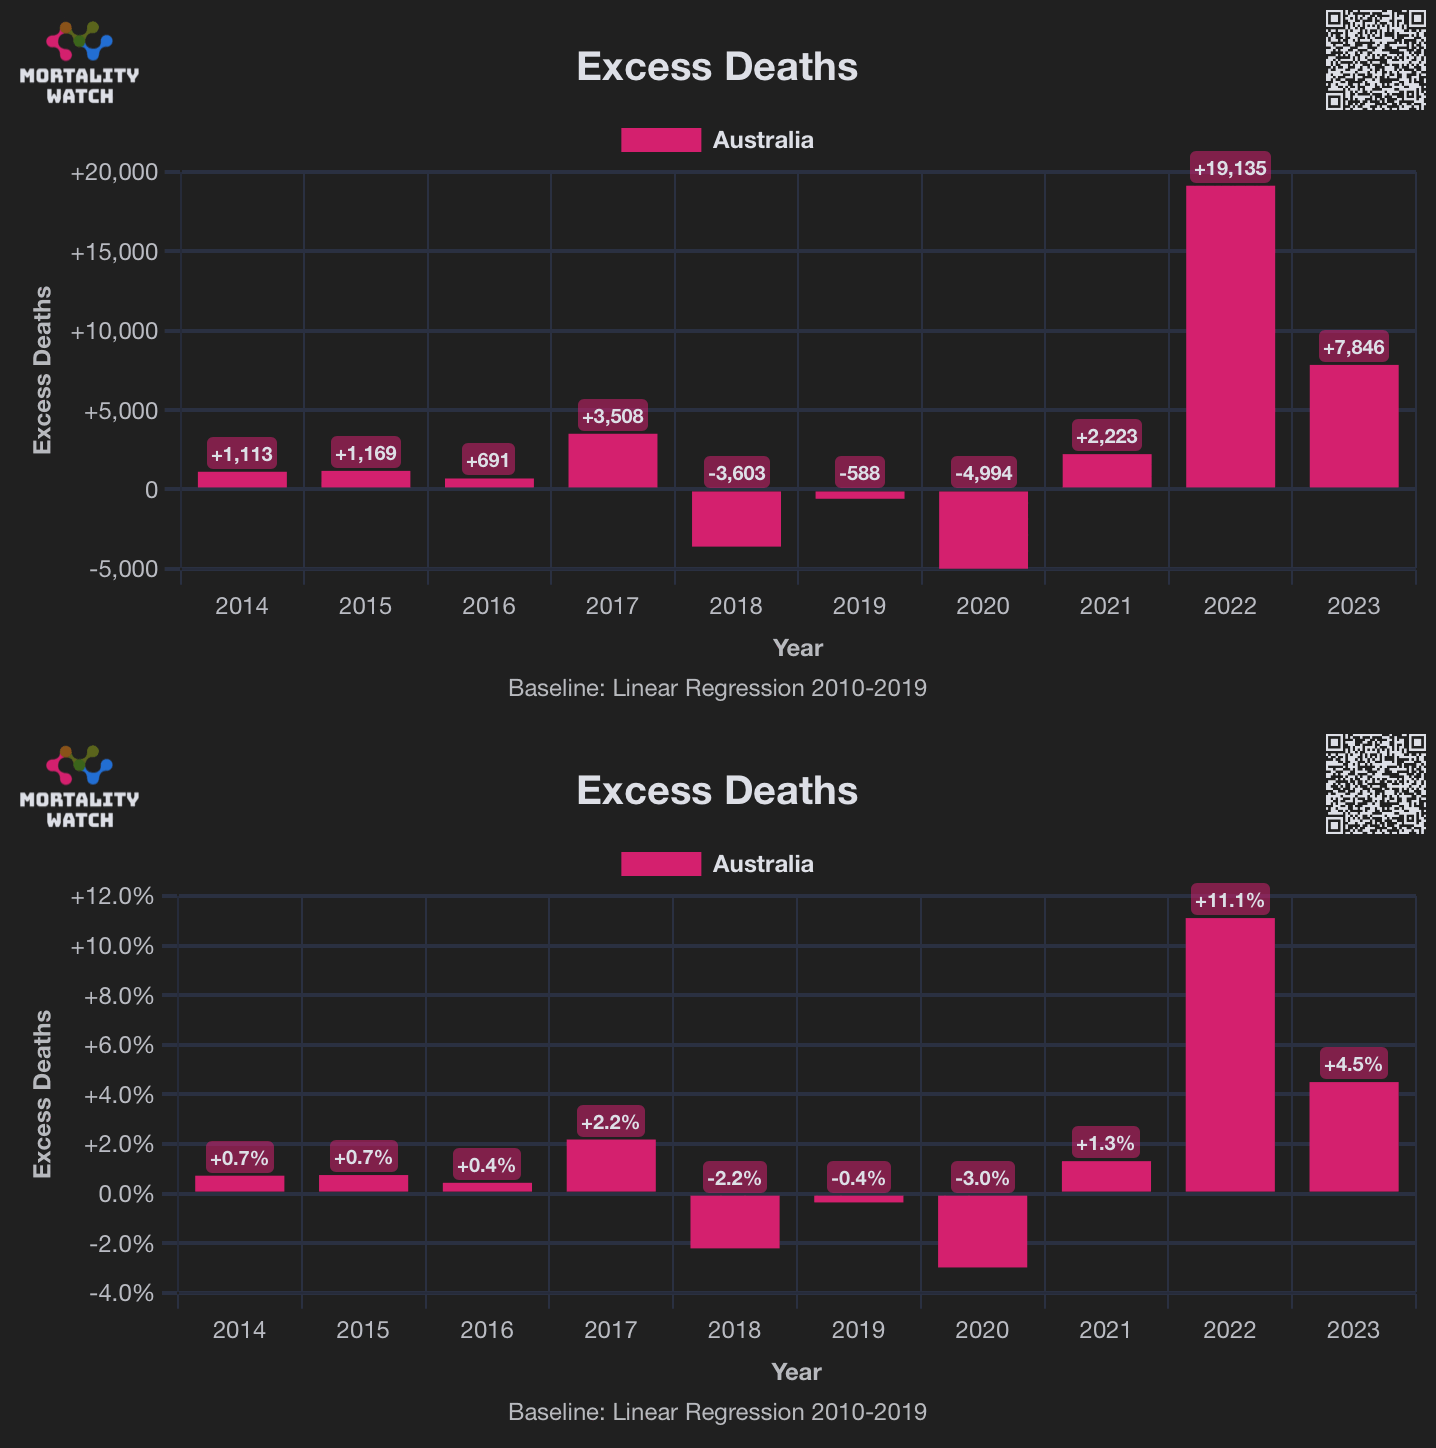 MORTALITY
WATCH
Excess Deaths
Australia
+20,000
+15,000
+10,000
+5,000
0
-5,000
Excess Deaths
+1,113
+1,169
+691
+3,508
-3,603
-588
-4,994
+2,223
+19,135
+7,846
2014 2015 2016 2017 2018 2019 2020 2021 2022 2023
Year
Baseline: Linear Regression 2010-2019
MORTALITY
WATCH
Excess Deaths
Australia
+12.0%
+10.0%
+8.0%
+6.0%
+4.0%
+2.0%
0.0%
-2.0%
-4.0%
Excess Deaths
+0.7%
+0.7%
+0.4%
+2.2%
-2.2%
-0.4%
-3.0%
+1.3%
+11.1%
+4.5%
2014 2015 2016 2017 2018 2019 2020 2021 2022 2023
Year
Baseline: Linear Regression 2010-2019